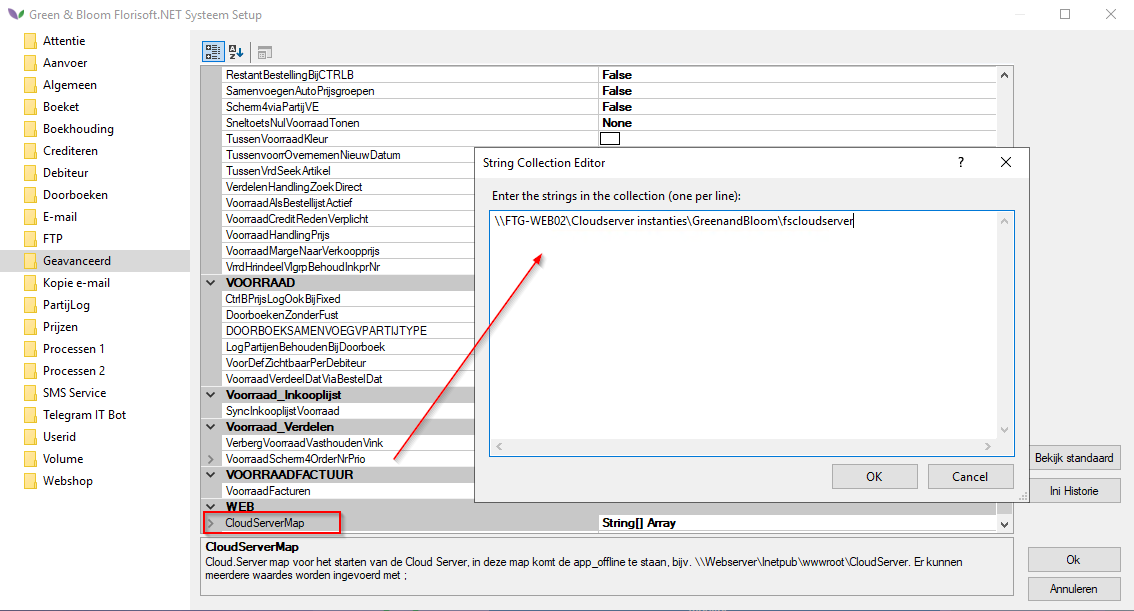 Green & Bloom Florisoft.NET Systeem Setup
Attentie
Aanvoer
Algemeen
Boeket
Boekhouding
Crediteren
Debiteur
Doorboeken
E-mail
FTP
Geavanceerd
Kopie e-mail
PartijLog
Prijzen
Processen 1
Processen 2
SMS Service
Telegram IT Bot
Userid
Volume
Webshop
RestantBestellingBijCTRLB False
SamenvoegenAutoPrijsgroepen False
Scherm4viaPartijVE False
SneltoetsNulVoorraadTonen None
TussenVoorraadKleur
TussenvoorrOvernemenNieuwDatum
TussenVrdSeekArtikel
VerdelenHandlingZoekDirect
VoorraadAlsBestellijstActief
VoorraadCreditRedenVerplicht
VoorraadHandlingPrijs
VoorraadMargeNaarVerkoopprijs
VrrdHrindeelVlgrpBehoudInkprNr
VOORRAAD
CtrlBPrijsLogOokBijFixed
DoorboekenZonderFust
DOORBOEKSAMENVOEGVPARTIJTYPE
LogPartijenBehoudenBijDoorboek
VoorDefZichtbaarPerDebiteur
VoorraadVerdeelDatViaBestelDat
Voorraad_Inkooplijst
SyncInkooplijstVoorraad
Voorraad_Verdelen
VerbergVoorraadVasthoudenVink
VoorraadScherm4OrderNrPrio
VOORRAADFACTUUR
VoorraadFacturen
WEB
CloudServerMap String[] Array
String Collection Editor
?
Enter the strings in the collection (one per line):
\\FTG-WEB02\Cloudserver instanties\GreenandBloom\fscloudserver
OK Cancel
Bekijk standaard
Ini Historie
CloudServerMap
Cloud.Server map voor het starten van de Cloud Server, in deze map komt de app_offline te staan, bijv. \\Webserver\Inetpub\wwwroot\CloudServer. Er kunnen
meerdere waardes worden ingevoerd met ;
Ok
Annuleren